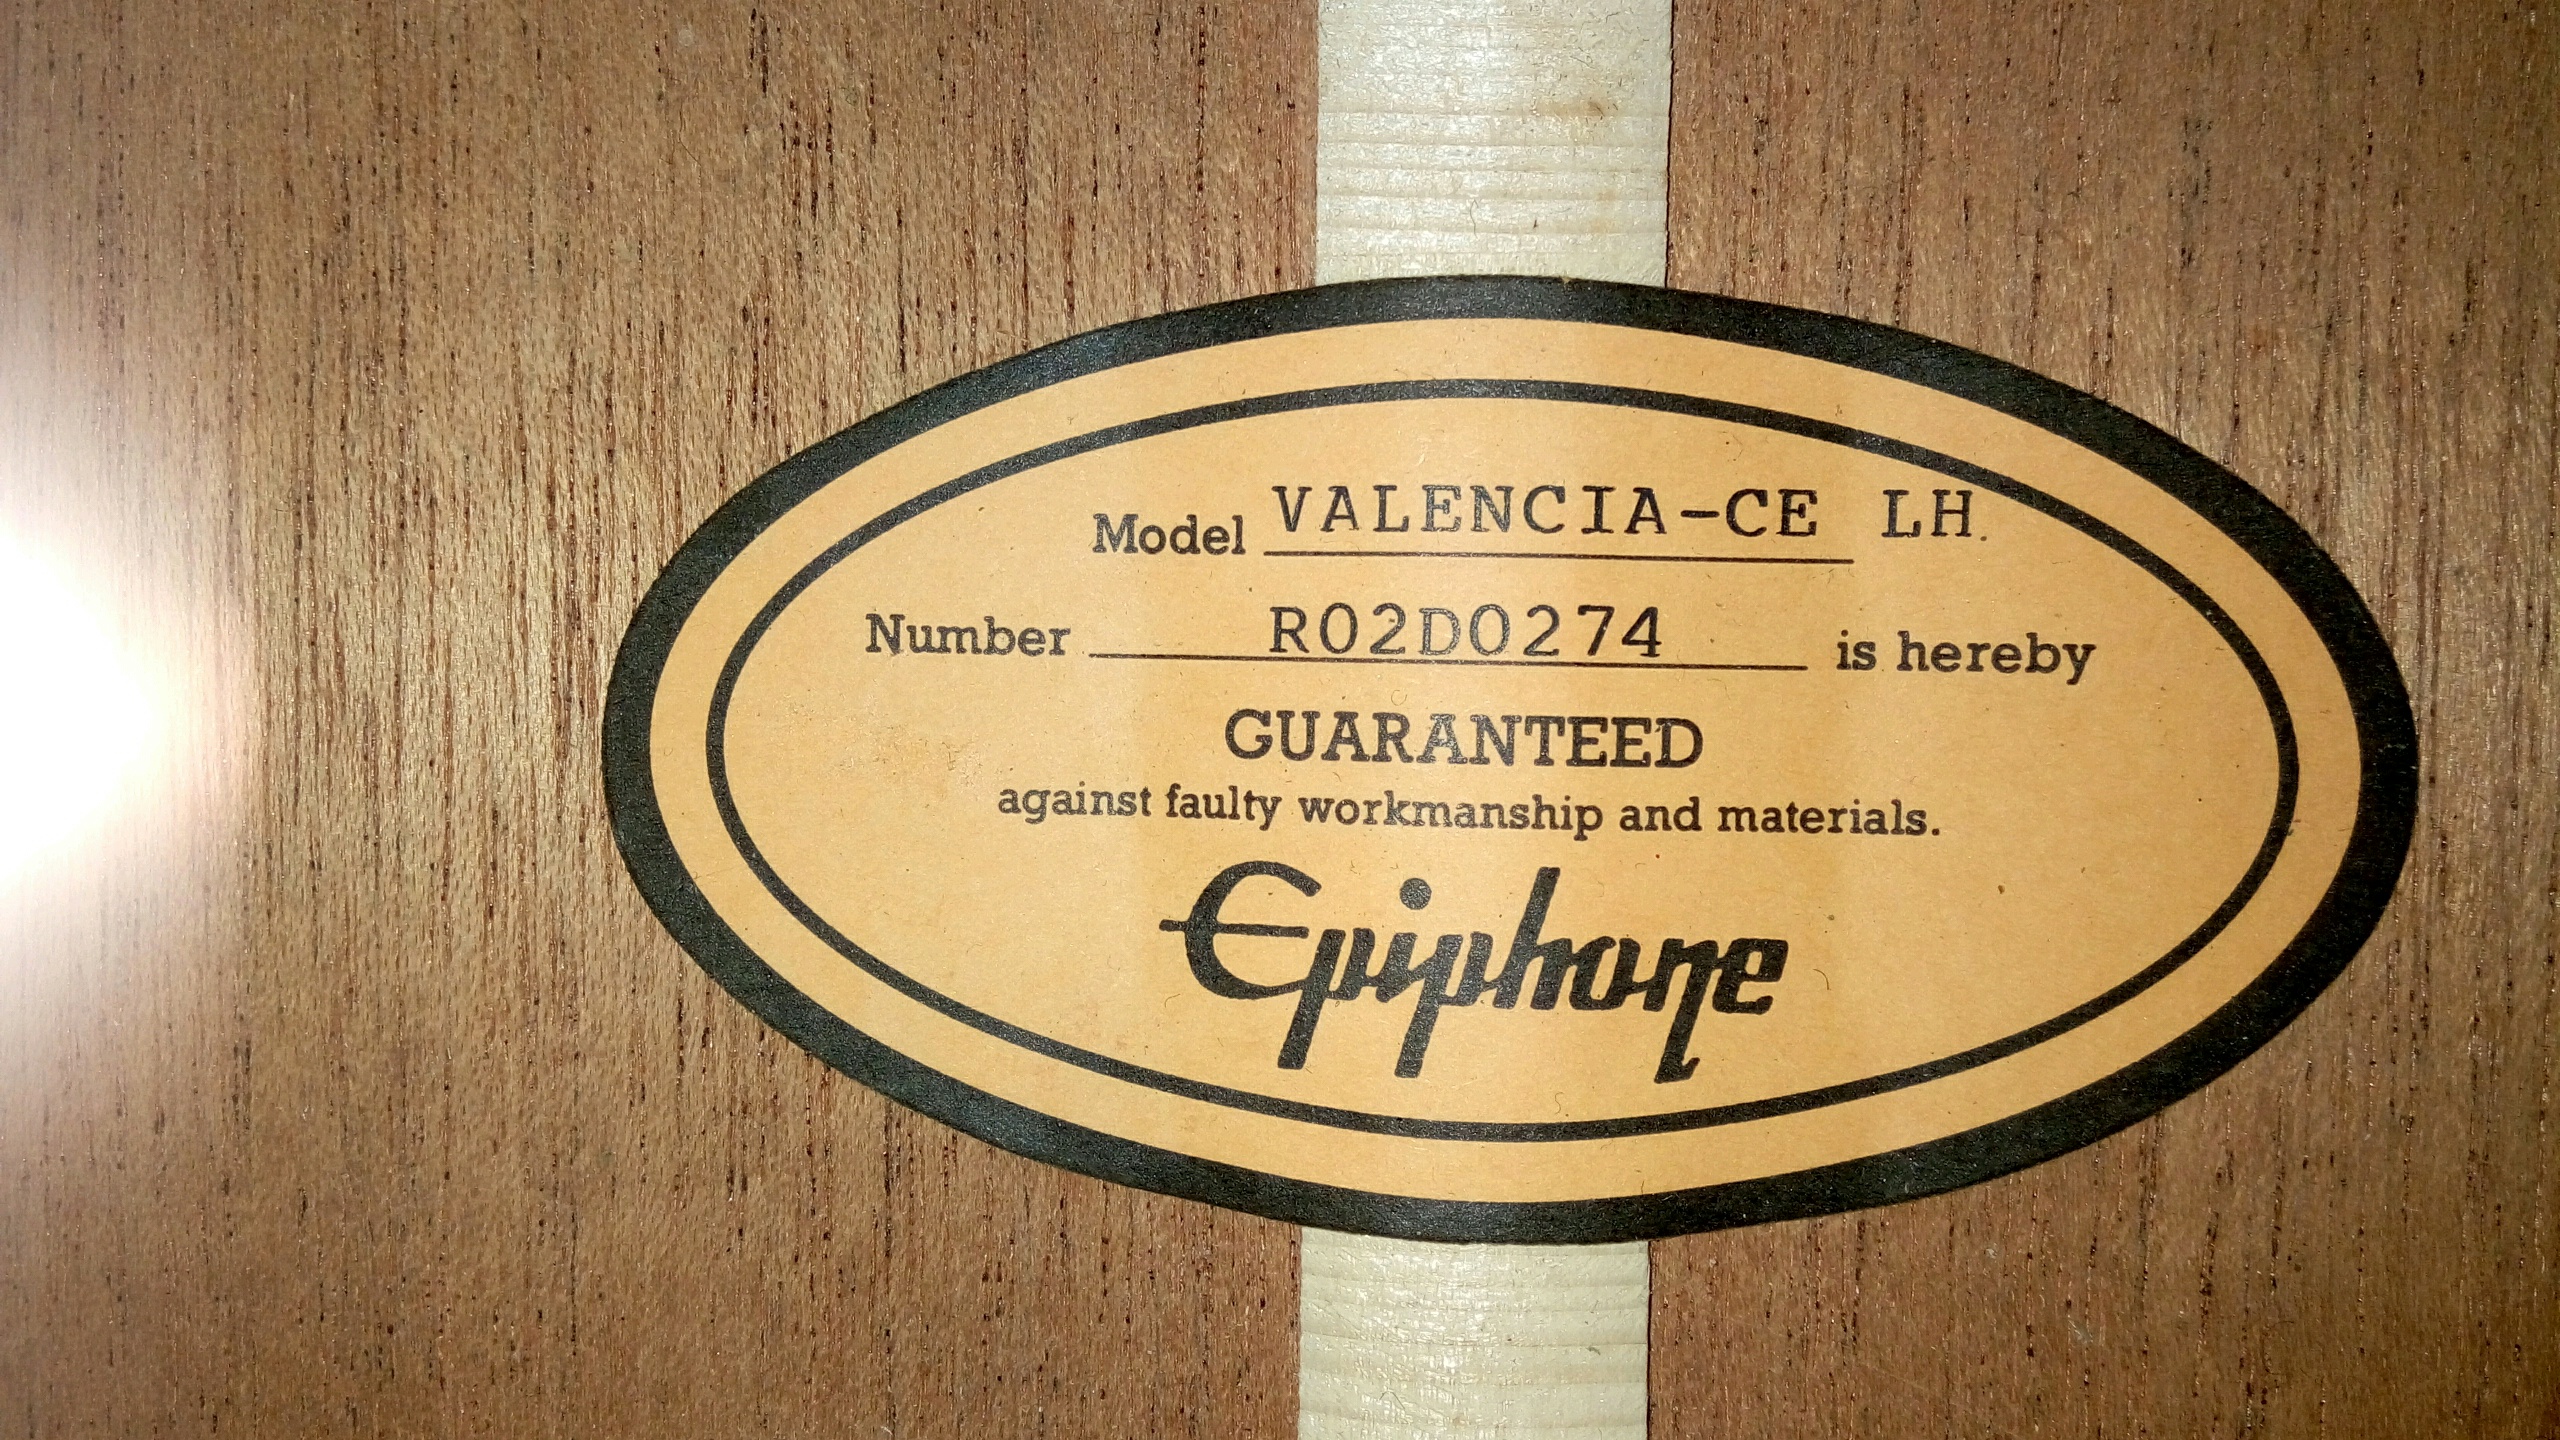 Model VALENCIA-CE LH.
Number R02D0274 is hereby
GUARANTEED
against faulty workmanship and materials.
Epiphone